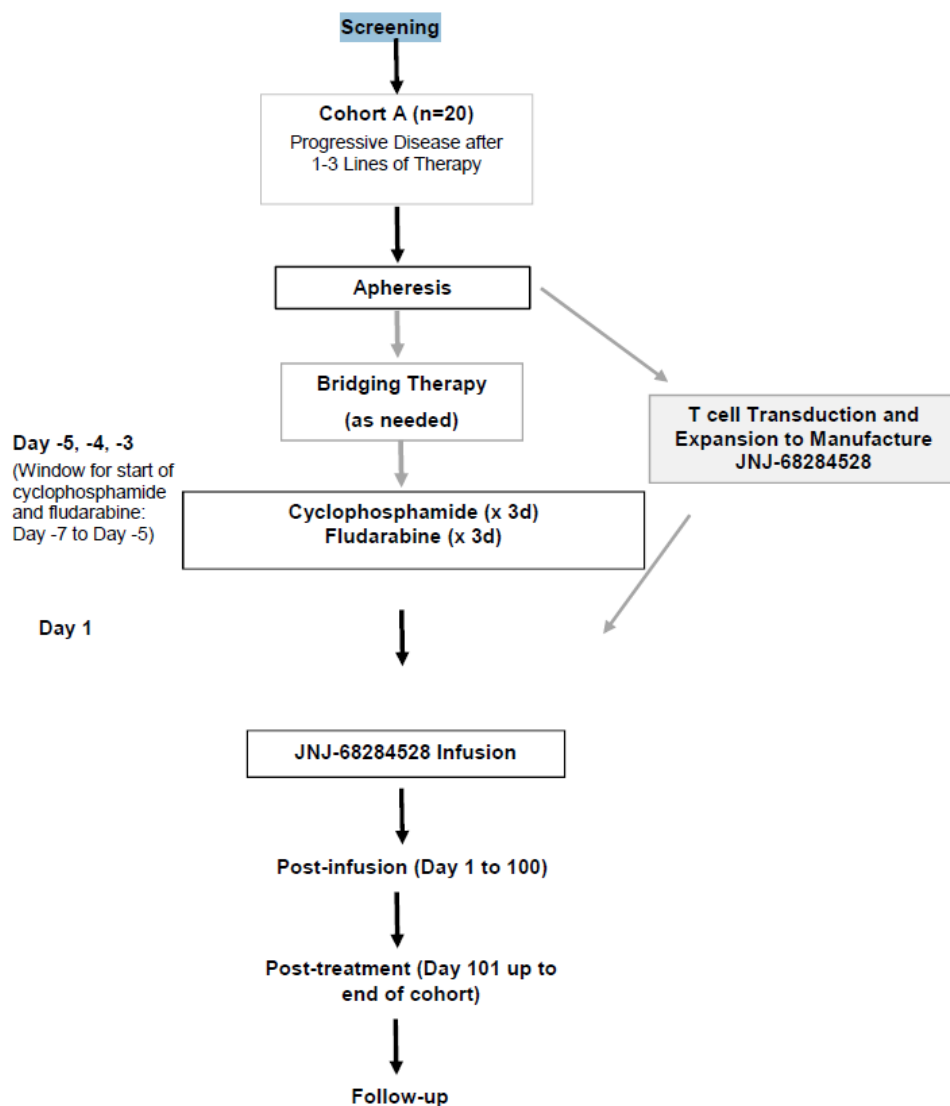 Screening
Cohort A (n=20)
Progressive Disease after
1-3 Lines of Therapy
Apheresis
Bridging Therapy
(as needed)
T cell Transduction and
Expansion to Manufacture
JNJ-68284528
Day -5, -4, -3
(Window for start of
cyclophosphamide
and fludarabine:
Day -7 to Day -5)
Cyclophosphamide (x 3d)
Fludarabine (x 3d)
Day 1
JNJ-68284528 Infusion
Post-infusion (Day 1 to 100)
Post-treatment (Day 101 up to
end of cohort)
Follow-up